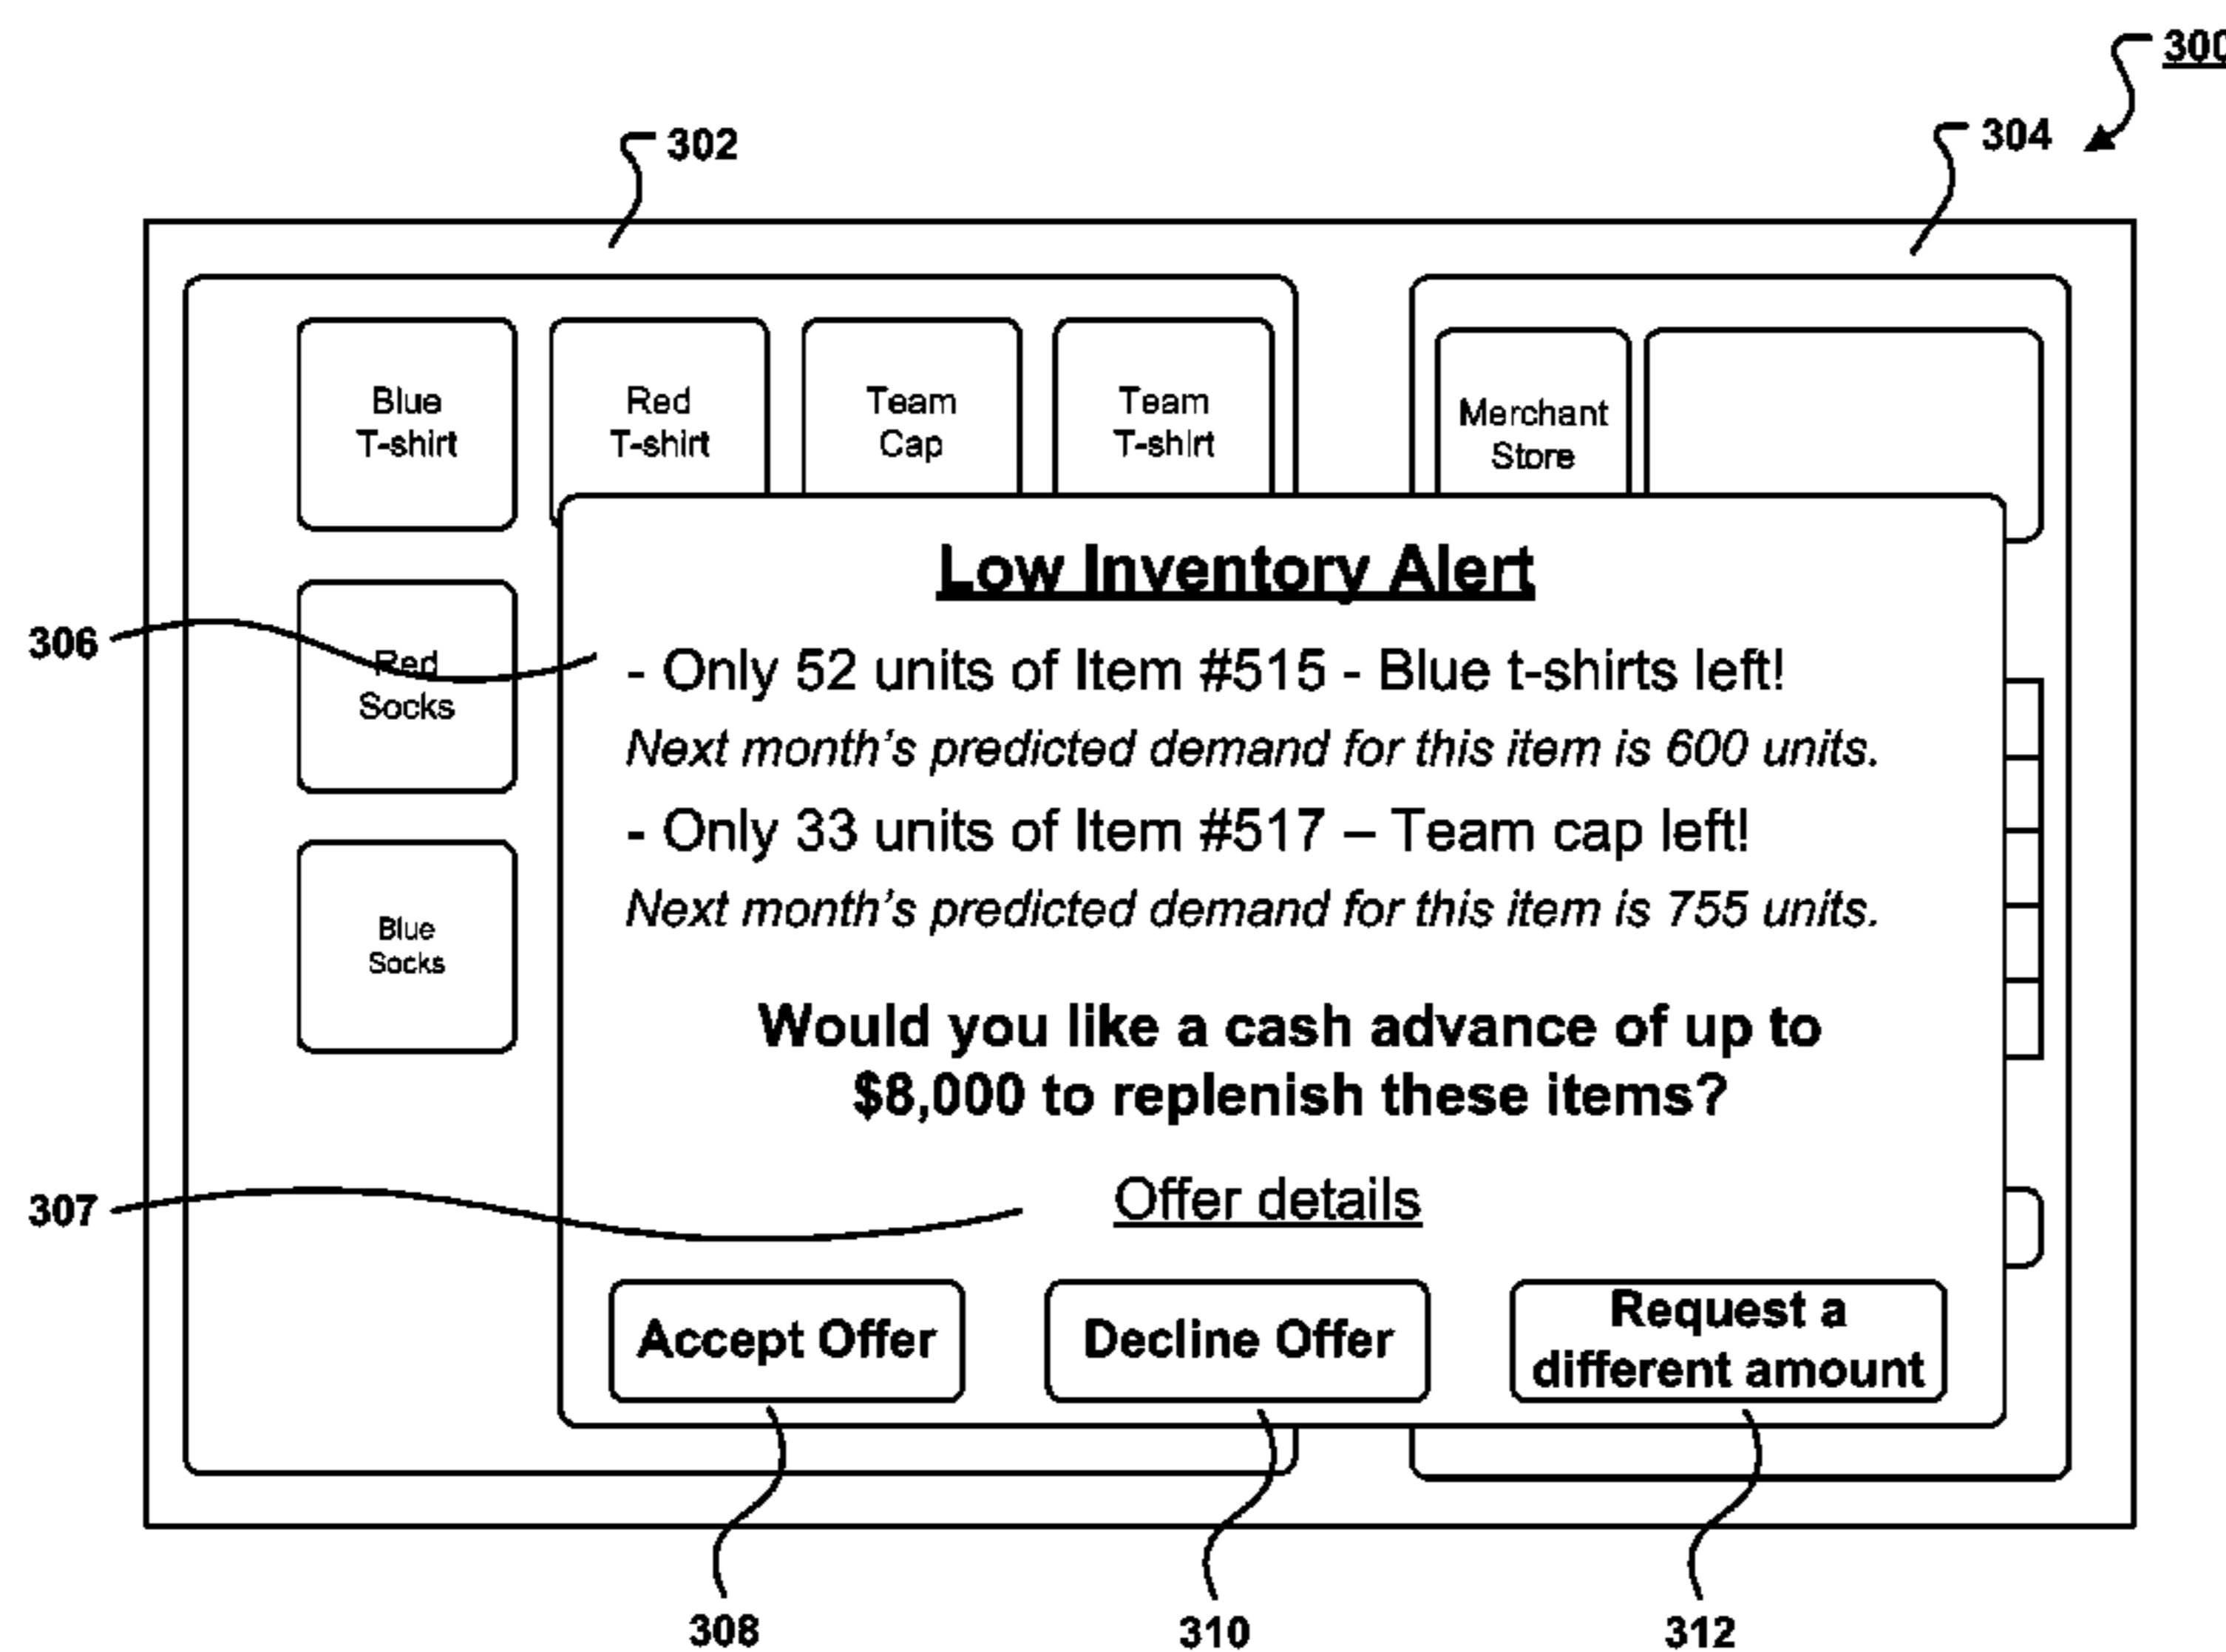 300
302
304
Blue
T-shirt
Red
T-shirt
Team
Cap
Team
T-shirt
Merchant
Store
Low Inventory Alert
306
Red
Socks
- Only 52 units of Item #515 - Blue t-shirts left!
Next month's predicted demand for this item is 600 units.
- Only 33 units of Item #517 – Team cap left!
Next month's predicted demand for this item is 755 units.
Blue
Socks
Would you like a cash advance of up to
$8,000 to replenish these items?
307
Offer details
Accept Offer
Decline Offer
Request a
different amount
308
310
312